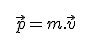 p⃗ = m.v⃗